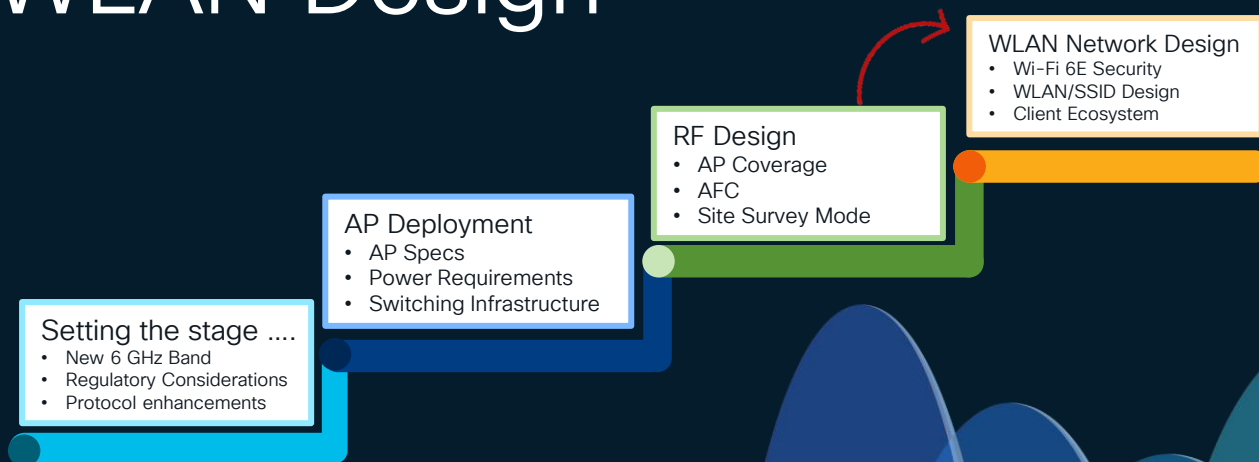 WLAN Design
WLAN Network Design
• Wi-Fi 6E Security
• WLAN/SSID Design
• Client Ecosystem
RF Design
• AP Coverage
• AFC
• Site Survey Mode
AP Deployment
• AP Specs
• Power Requirements
• Switching Infrastructure
Setting the stage ....
• New 6 GHz Band
• Regulatory Considerations
• Protocol enhancements